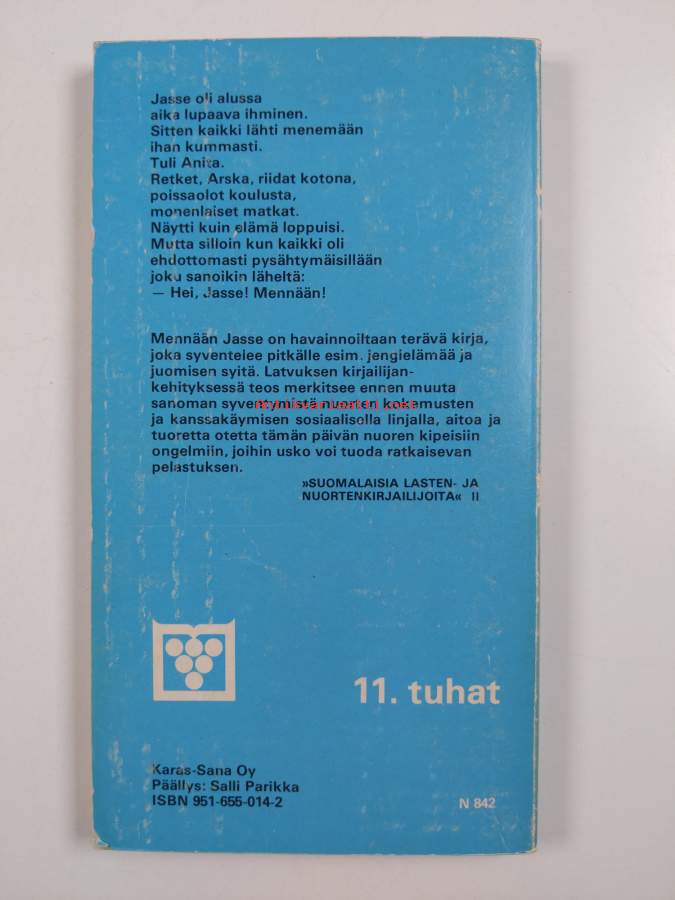 Jasse oli alussa
aika lupaava ihminen.
Sitten kaikki lähti menemään
ihan kummasti.
Tuli Anita.
Retket, Arska, riidat kotona,
poissaolot koulusta,
monenlaiset matkat.
Näytti kuin elämä loppuisi.
Mutta silloin kun kaikki oli
ehdottomasti pysähtymäisillään
joku sanoikin läheltä:
— Hei, Jasse! Mennään!
Mennään Jasse on havainnoiltaan terävä kirja,
joka syventelee pitkälle esim. jengielämää ja
juomisen syitä. Latvuksen kirjailijan-
kehityksessä teos merkitsee ennen muuta
sanoman syventymistä nuorten kokemusten
ja kanssakäymisen sosiaalisella linjalla, aitoa ja
tuoretta otetta tämän päivän nuoren kipeisiin
ongelmiin, joihin usko voi tuoda ratkaisevan
pelastuksen.
»SUOMALAISIA LASTEN- JA
NUORTENKIRJAILIJOITA« II
11. tuhat
Karas-Sana Oy
Päällys: Salli Parikka
ISBN 951-655-014-2
N 842